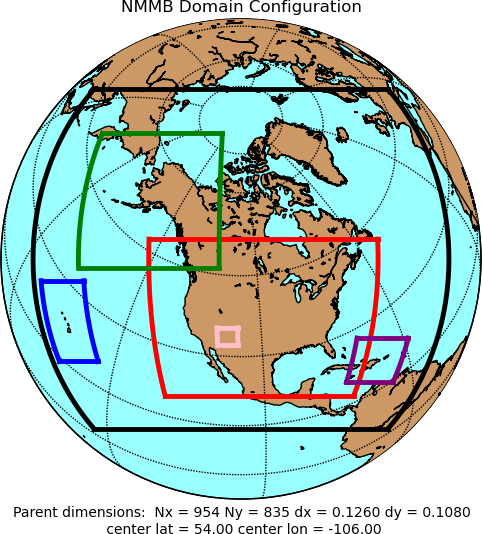 NMMB Domain Configuration
Parent dimensions:  Nx = 954 Ny = 835 dx = 0.1260 dy = 0.1080
center lat = 54.00 center lon = -106.00